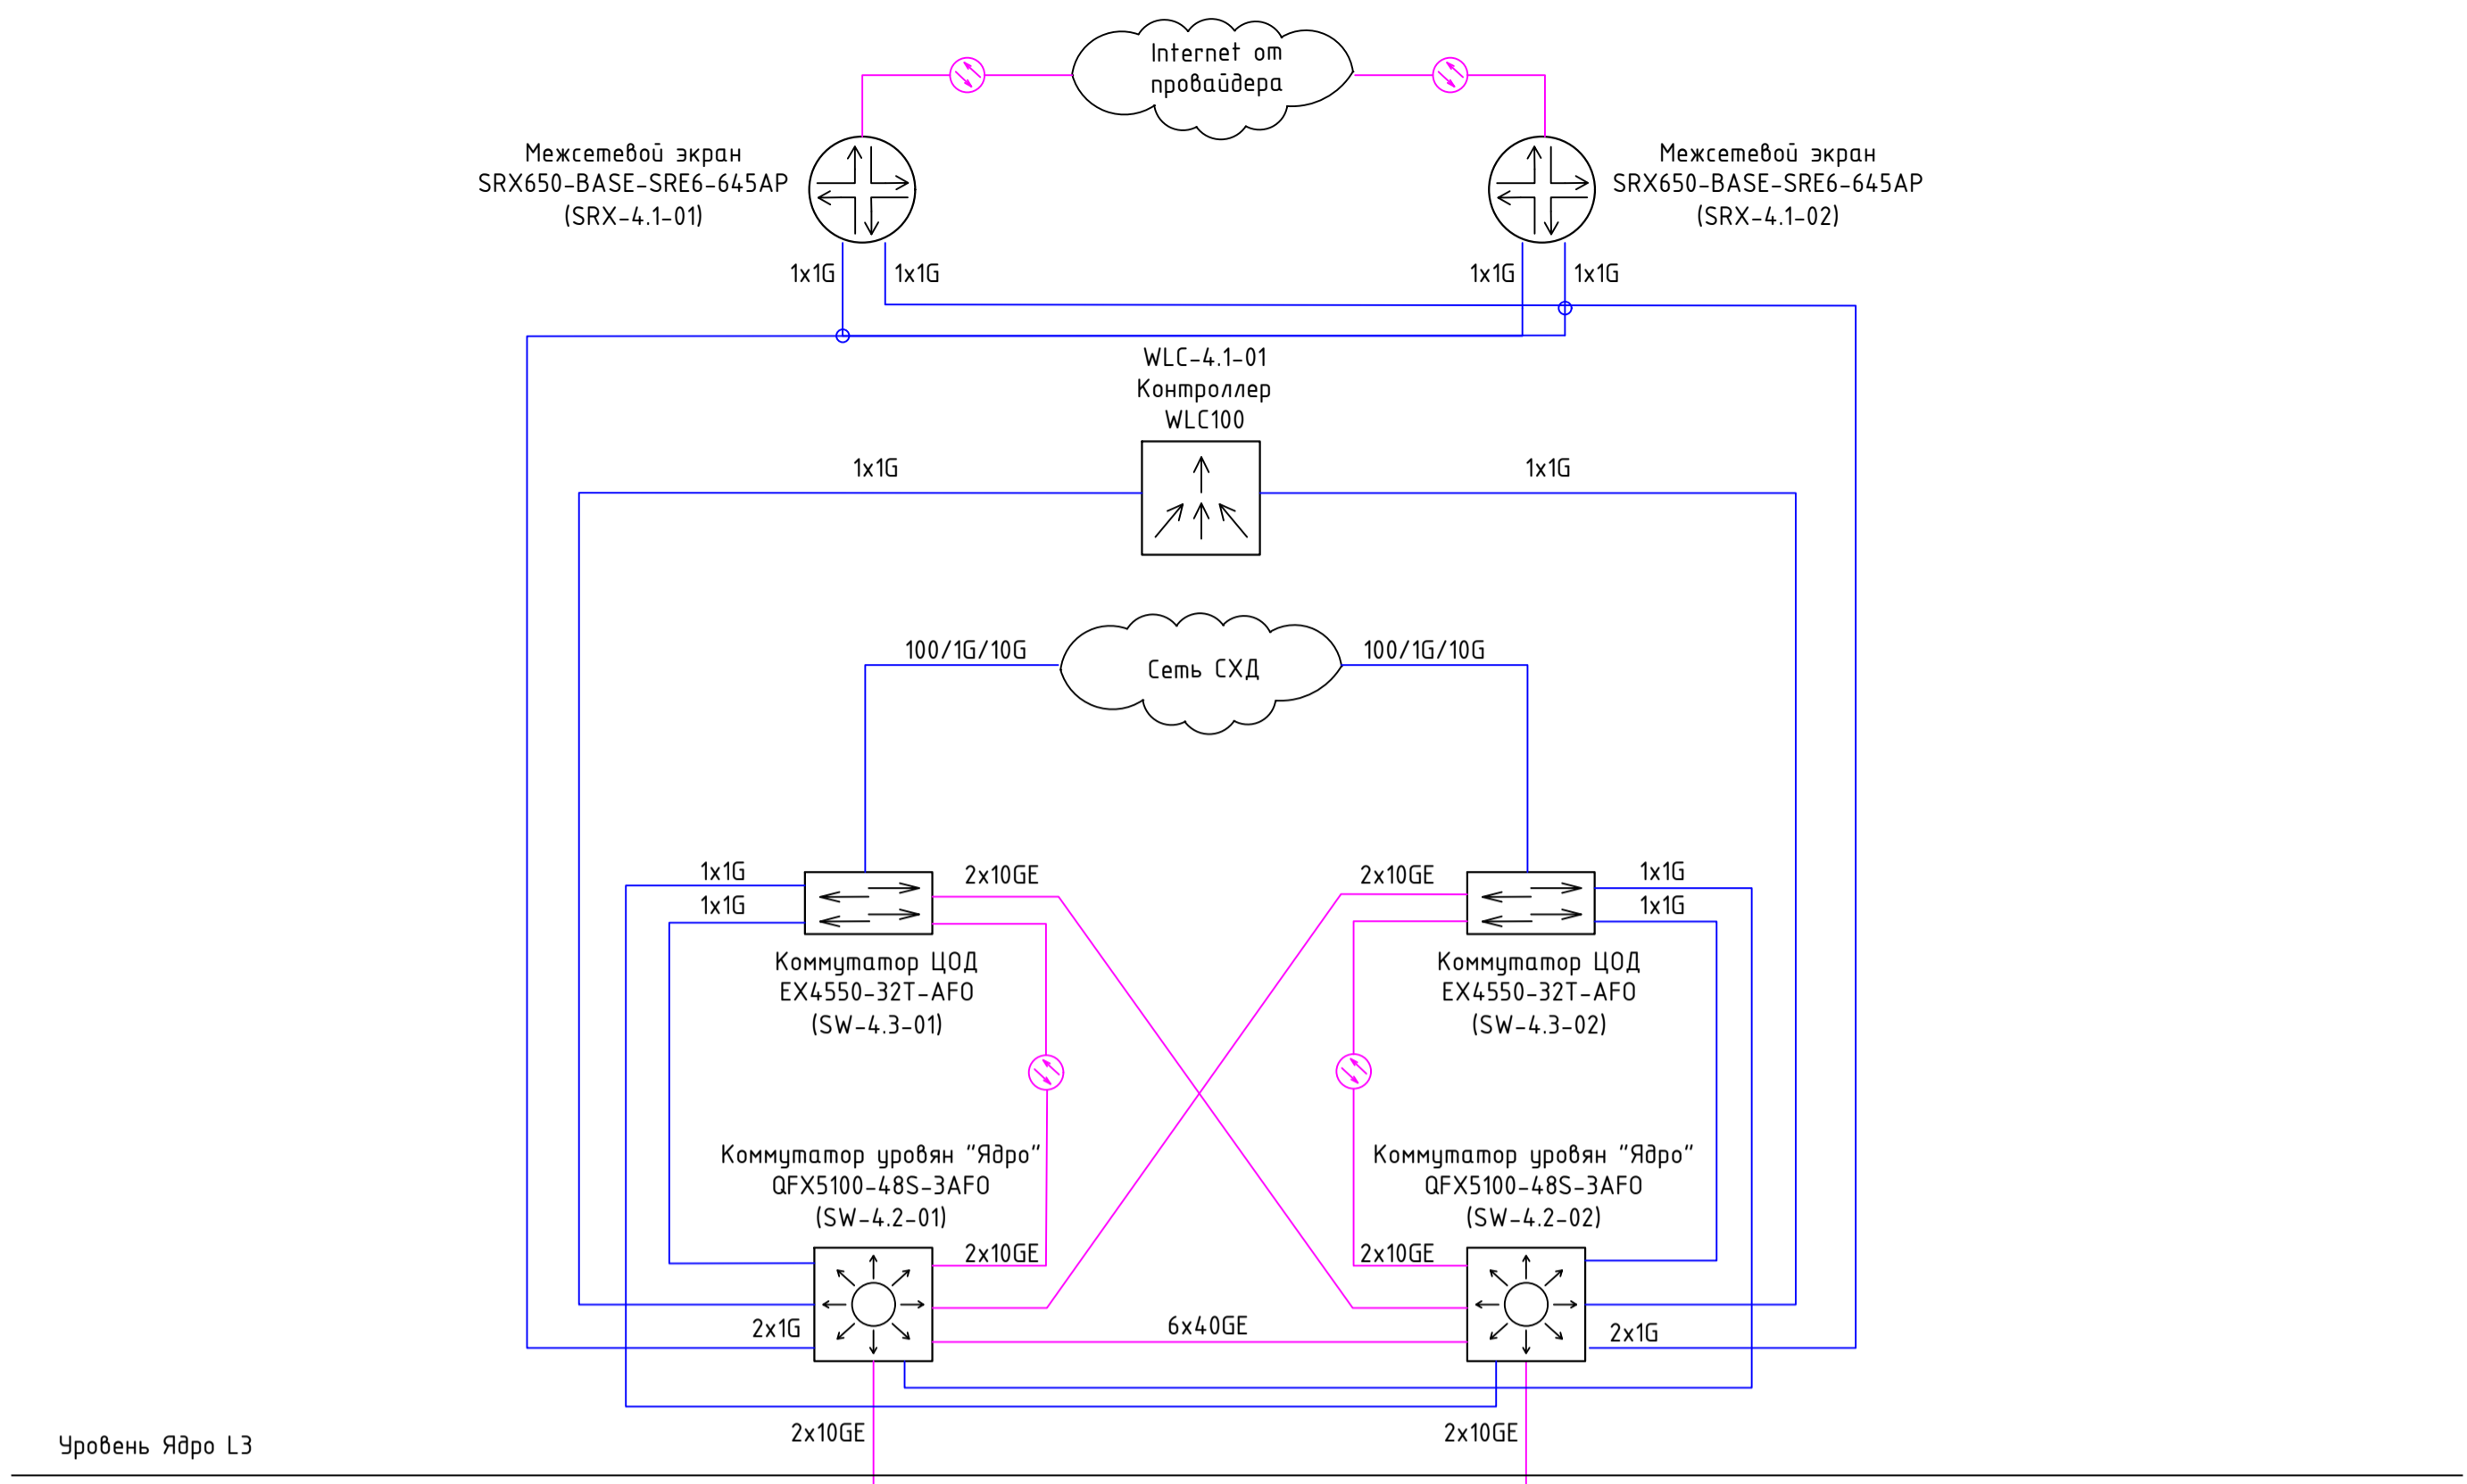 Internet от
провайдера
Межсетевой экран
SRX650-BASE-SRE6-645AP
(SRX-4.1-01)
Межсетевой экран
SRX650-BASE-SRE6-645AP
(SRX-4.1-02)
1x1G
1x1G
1x1G
1x1G
WLC-4.1-01
Контроллер
WLC100
1x1G
1x1G
100/1G/10G
Сеть СХД
100/1G/10G
1x1G
1x1G
2x10GE
2x10GE
1x1G
1x1G
Коммутатор ЦОД
EX4550-32T-AFO
(SW-4.3-01)
Коммутатор ЦОД
EX4550-32T-AFO
(SW-4.3-02)
Коммутатор уровян "Ядро"
QFX5100-48S-3AFO
(SW-4.2-01)
Коммутатор уровян "Ядро"
QFX5100-48S-3AFO
(SW-4.2-02)
2x10GE
2x10GE
2x1G
6x40GE
2x1G
2x10GE
2x10GE
Уровень Ядро L3